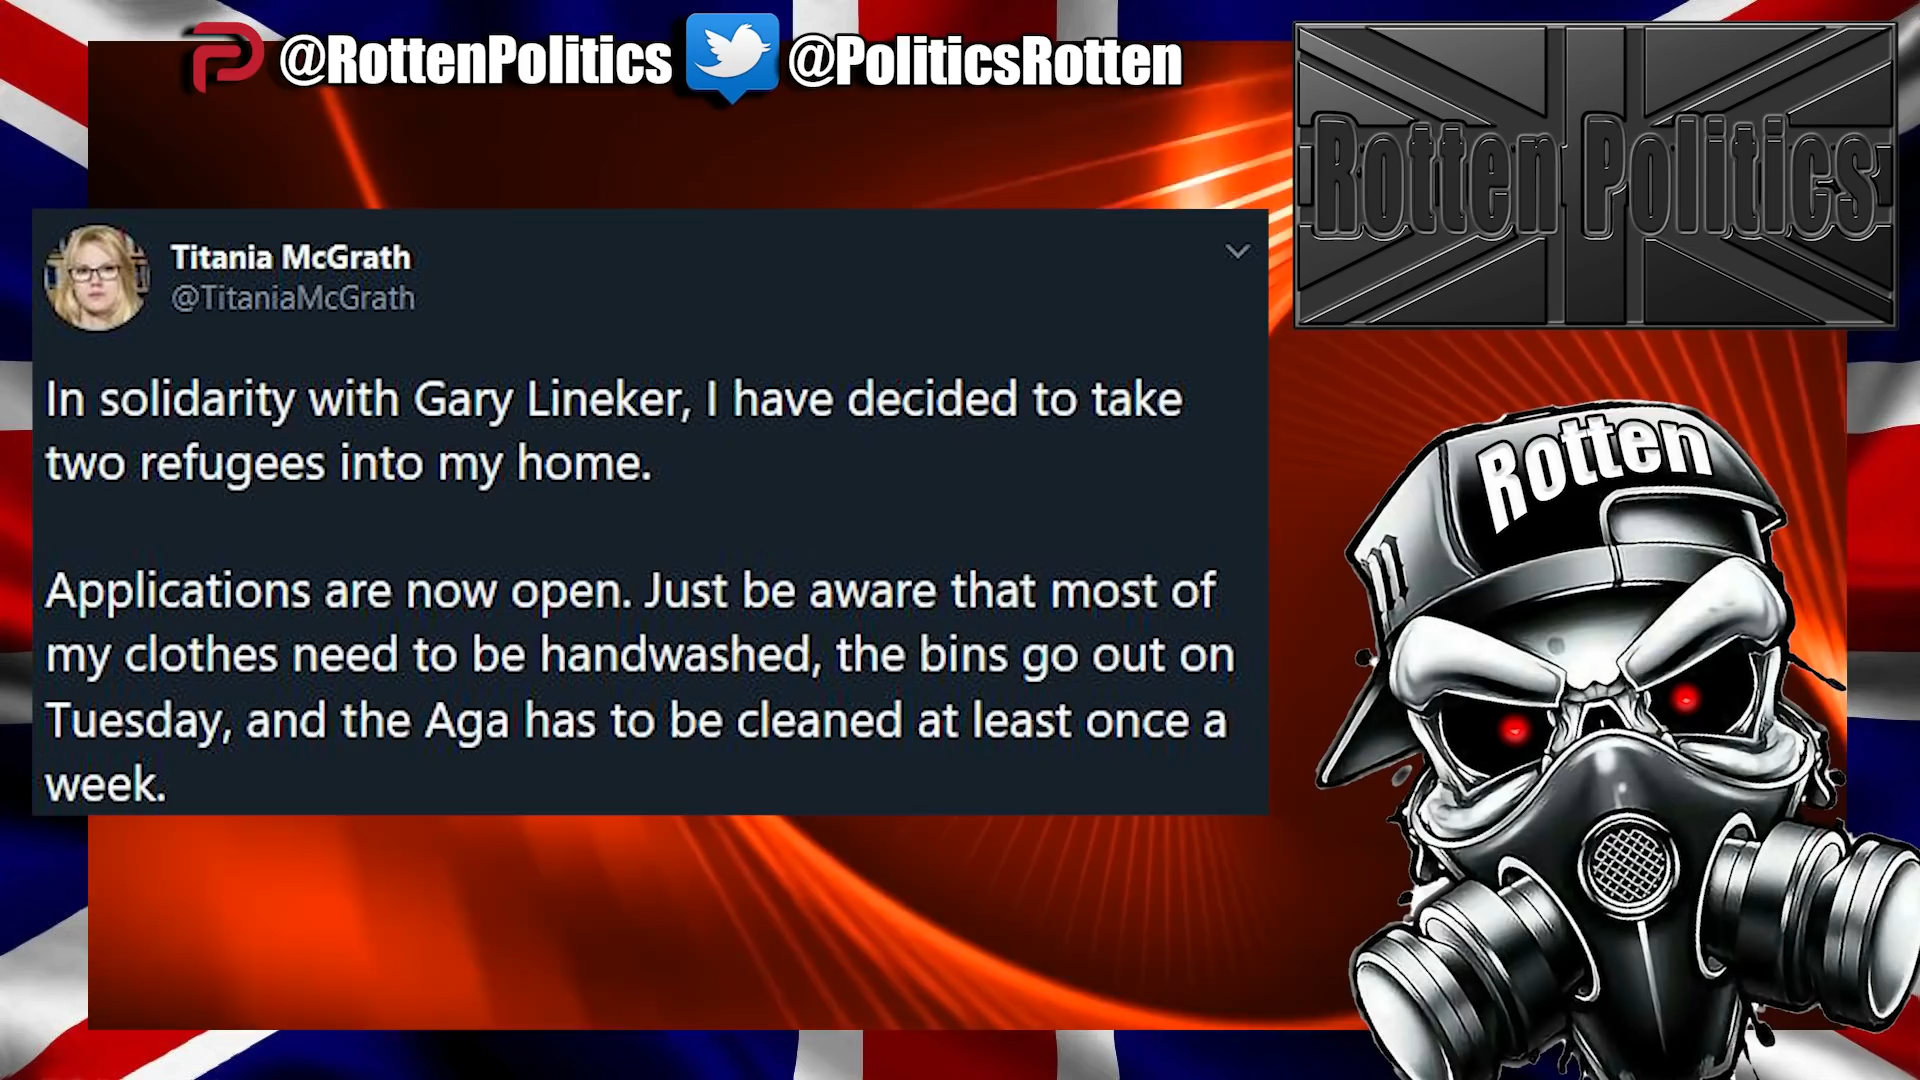 @RottenPolitics @PoliticsRotten
Rotten Politics
Titania McGrath
@TitaniaMcGrath
In solidarity with Gary Lineker, I have decided to take
two refugees into my home.
Applications are now open. Just be aware that most of
my clothes need to be handwashed, the bins go out on
Tuesday, and the Aga has to be cleaned at least once a
week.
Rotten